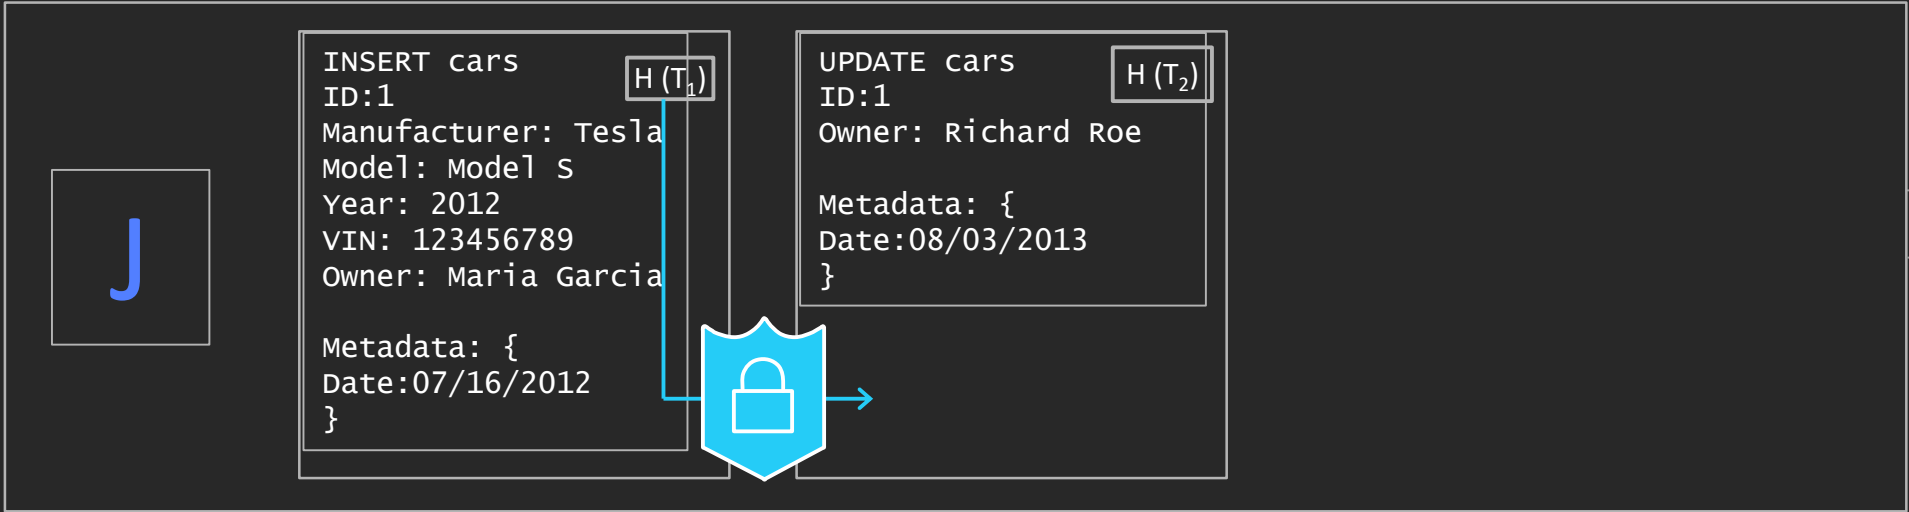 J
INSERT cars
ID:1
Manufacturer: Tesla
Model: Model S
Year: 2012
VIN: 123456789
Owner: Maria Garcia
Metadata: {
Date:07/16/2012
}
H (T₁)
UPDATE cars
ID:1
Owner: Richard Roe
Metadata: {
Date:08/03/2013
}
H (T₂)